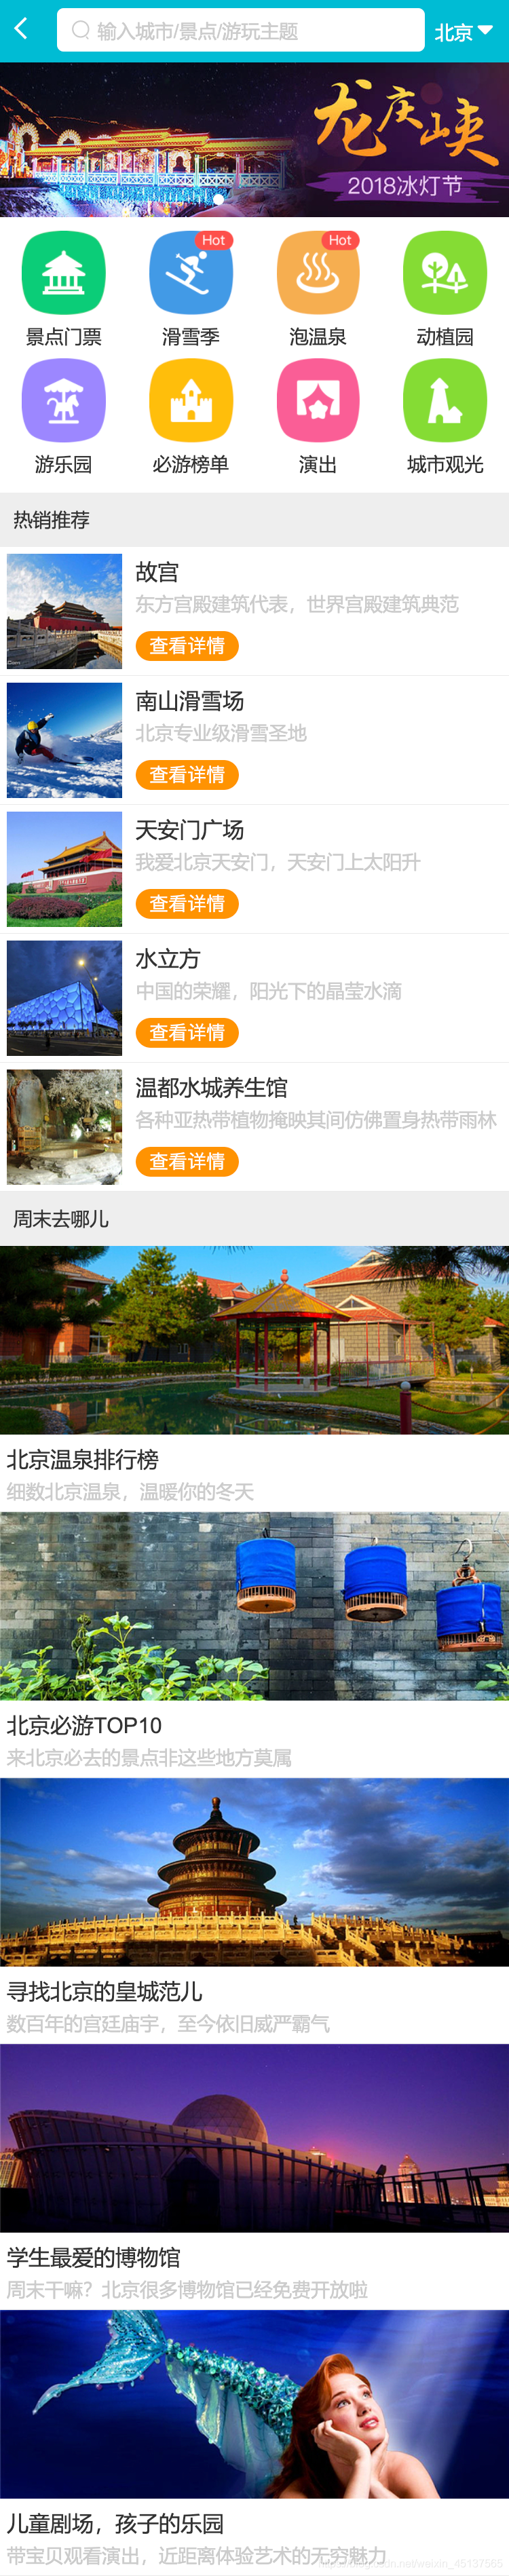 输入城市/景点/游玩主题
北京
龙庆峡
2018冰灯节
Hot
Hot
景点门票
滑雪季
泡温泉
动植园
游乐园
必游榜单
演出
城市观光
热销推荐
故宫
东方宫殿建筑代表，世界宫殿建筑典范
查看详情
南山滑雪场
北京专业级滑雪圣地
查看详情
天安门广场
我爱北京天安门，天安门上太阳升
查看详情
水立方
中国的荣耀，阳光下的晶莹水滴
查看详情
温都水城养生馆
各种亚热带植物掩映其间仿佛置身热带雨林
查看详情
周末去哪儿
北京温泉排行榜
细数北京温泉，温暖你的冬天
北京必游TOP10
来北京必去的景点非这些地方莫属
寻找北京的皇城范儿
数百年的宫廷庙宇，至今依旧威严霸气
学生最爱的博物馆
周末干嘛？北京很多博物馆已经免费开放啦
儿童剧场，孩子的乐园
带宝贝观看演出，近距离体验艺术的无穷魅力